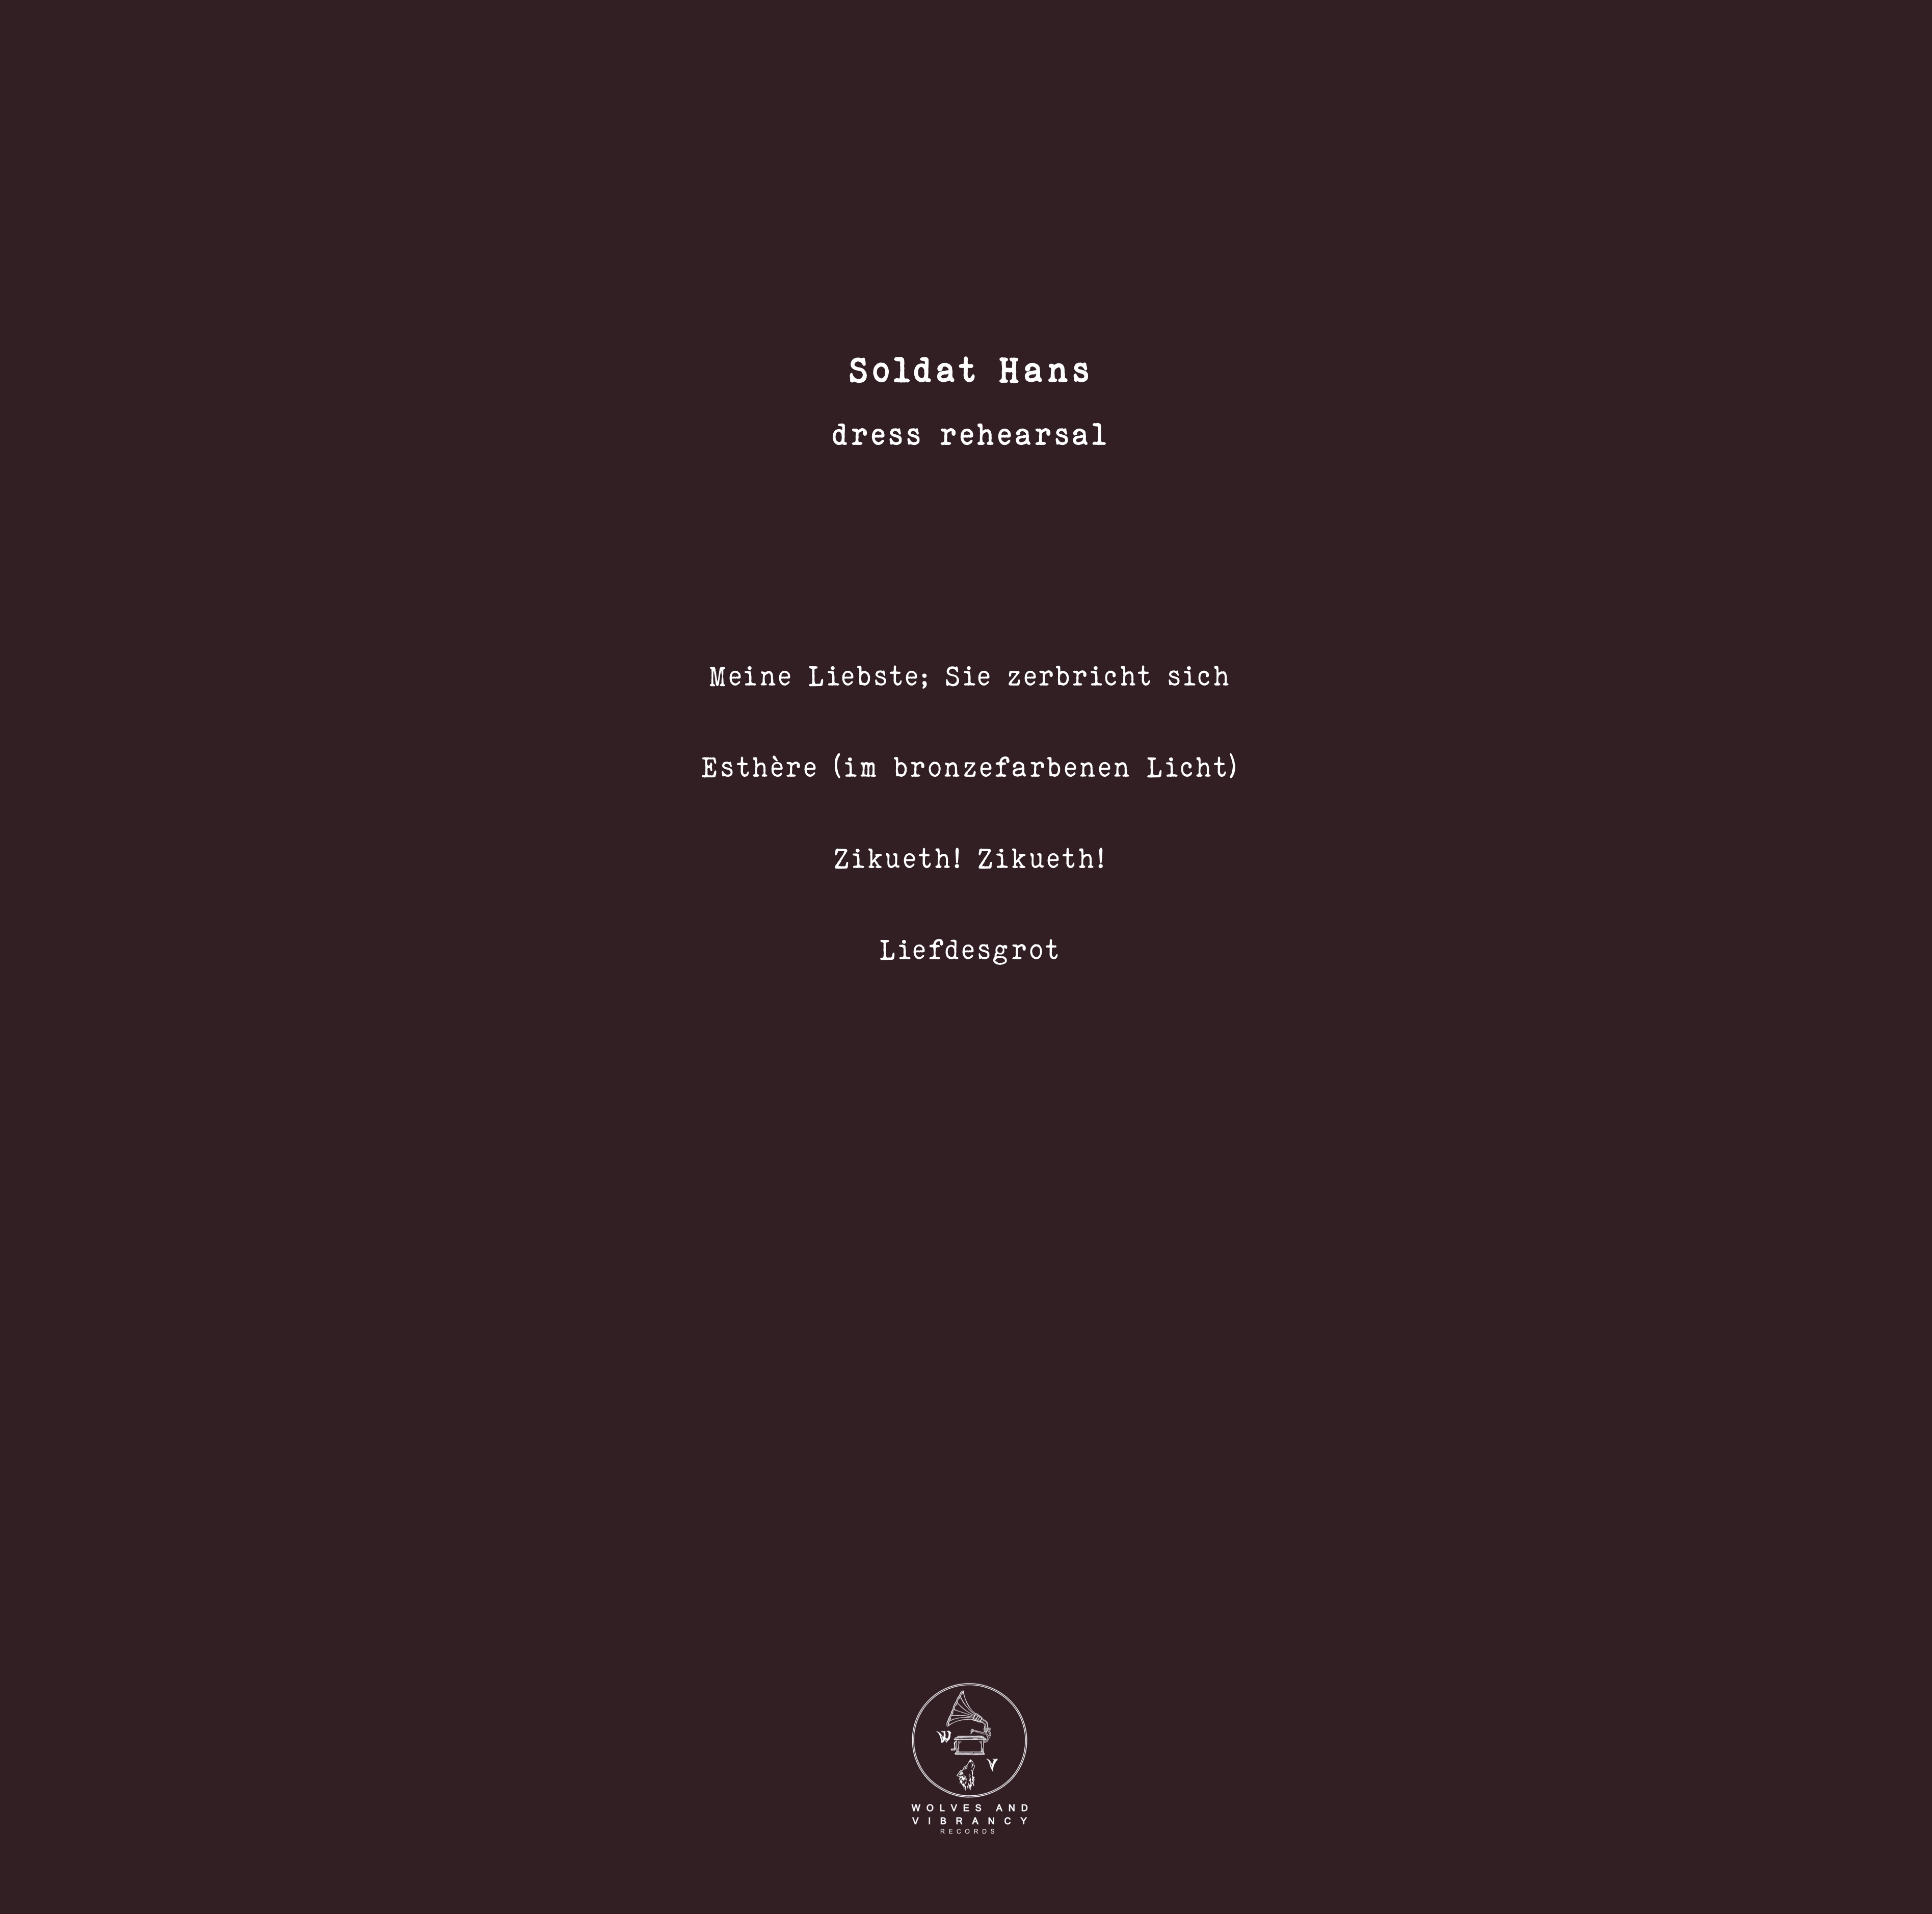 Soldat Hans
dress rehearsal
Meine Liebste; Sie zerbricht sich
Esthère (im bronzefarbenen Licht)
Zikueth! Zikueth!
Liefdesgrot
W
V
WOLVES AND
VIBRANCY
RECORDS